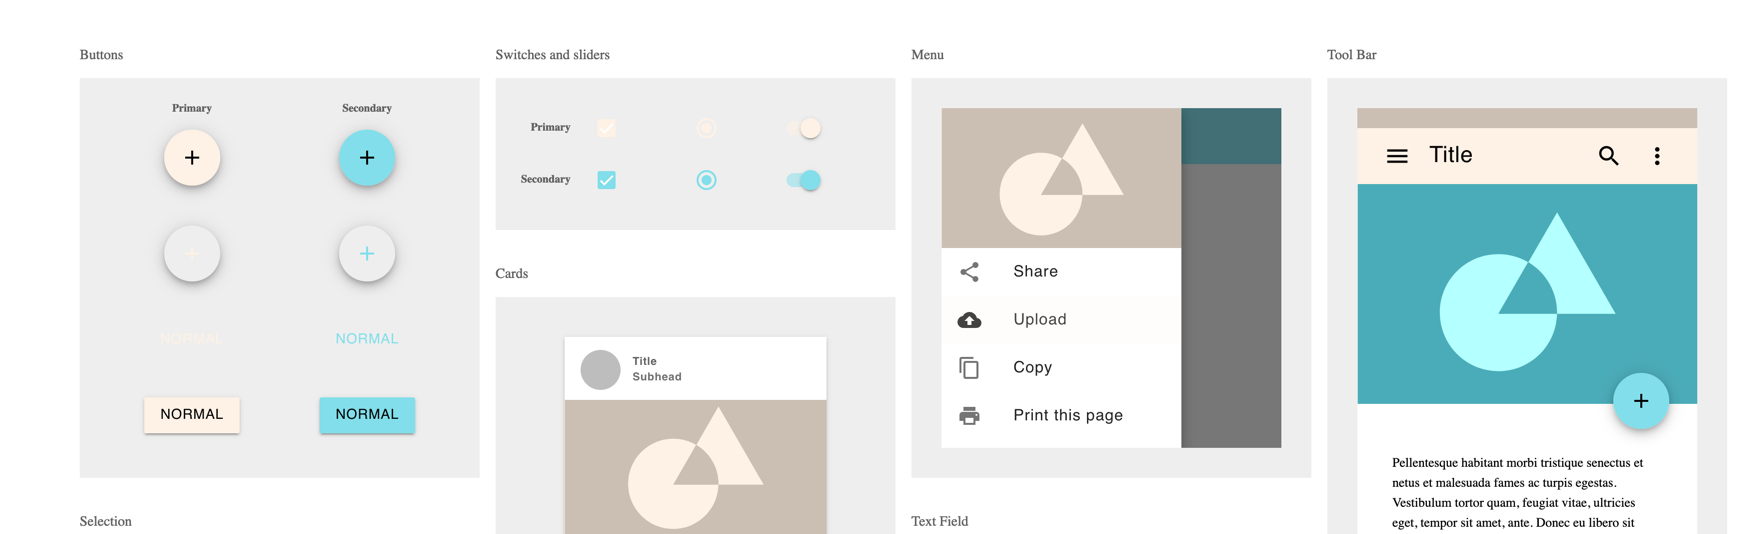 Buttons
Primary
Secondary
NORMAL
NORMAL
NORMAL
NORMAL
Selection
Switches and sliders
Primary
Secondary
Cards
Title
Subhead
Menu
Share
Upload
Copy
Print this page
Text Field
Tool Bar
Title
Pellentesque habitant morbi tristique senectus et
netus et malesuada fames ac turpis egestas.
Vestibulum tortor quam, feugiat vitae, ultricies
eget, tempor sit amet, ante. Donec eu libero sit